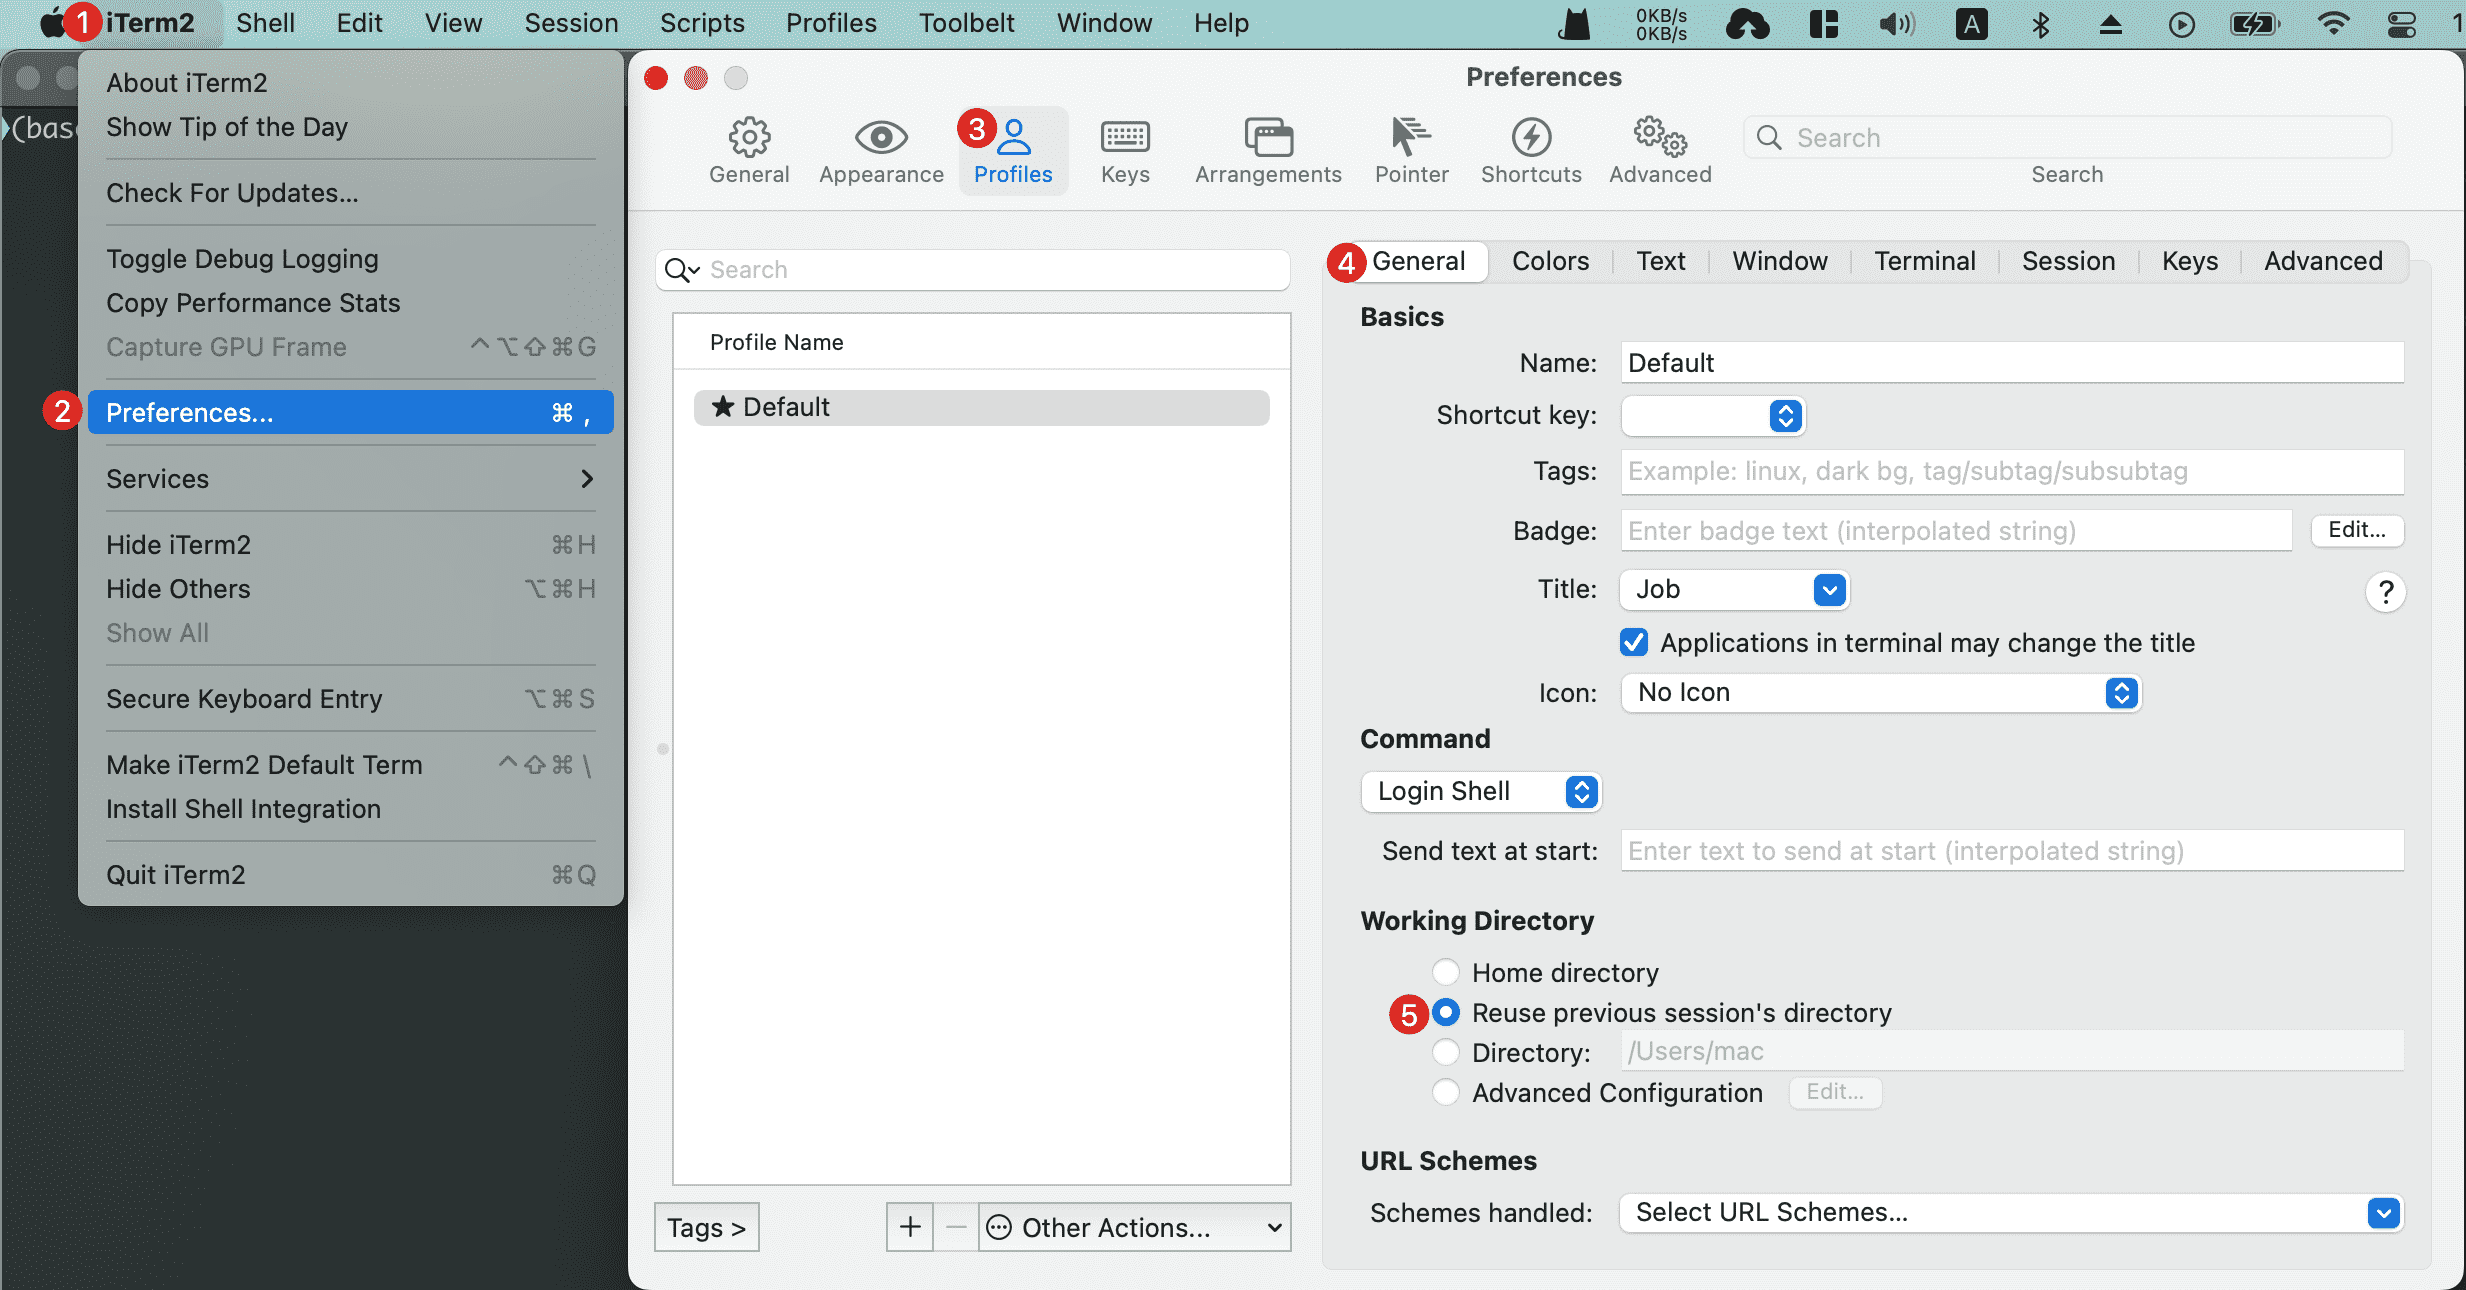 1 iTerm2 Shell Edit View Session Scripts Profiles Toolbelt Window Help 0KB/s A
0KB/s
(base
About iTerm2
Show Tip of the Day
Check For Updates...
Toggle Debug Logging
Copy Performance Stats
Capture GPU Frame ^⌥⇧⌘G
2 Preferences... ⌘ ,
Services >
Hide iTerm2 ⌘H
Hide Others ⌥⌘H
Show All
Secure Keyboard Entry ⌥⌘S
Make iTerm2 Default Term ^⇧⌘\
Install Shell Integration
Quit iTerm2 ⌘Q
Preferences
3
General Appearance Profiles Keys Arrangements Pointer Shortcuts Advanced
Search
Search
Search
Profile Name
★ Default
Tags >
+ − Other Actions...
4 General Colors Text Window Terminal Session Keys Advanced
Basics
Name: Default
Shortcut key:
Tags: Example: linux, dark bg, tag/subtag/subsubtag
Badge: Enter badge text (interpolated string) Edit...
Title: Job ?
Applications in terminal may change the title
Icon: No Icon
Command
Login Shell
Send text at start: Enter text to send at start (interpolated string)
Working Directory
Home directory
5 Reuse previous session's directory
Directory: /Users/mac
Advanced Configuration Edit...
URL Schemes
Schemes handled: Select URL Schemes...